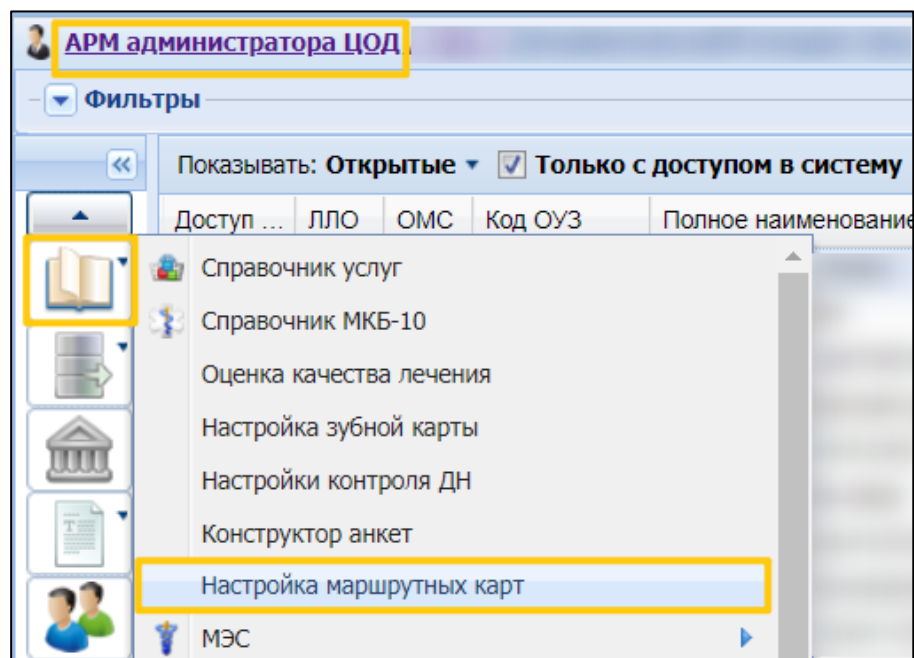 АРМ администратора ЦОД
Фильтры
Показывать: Открытые Только с доступом в систему
Доступ ... ЛЛО ОМС Код ОУЗ Полное наименование
Справочник услуг
Справочник МКБ-10
Оценка качества лечения
Настройка зубной карты
Настройки контроля ДН
Конструктор анкет
Настройка маршрутных карт
МЭС